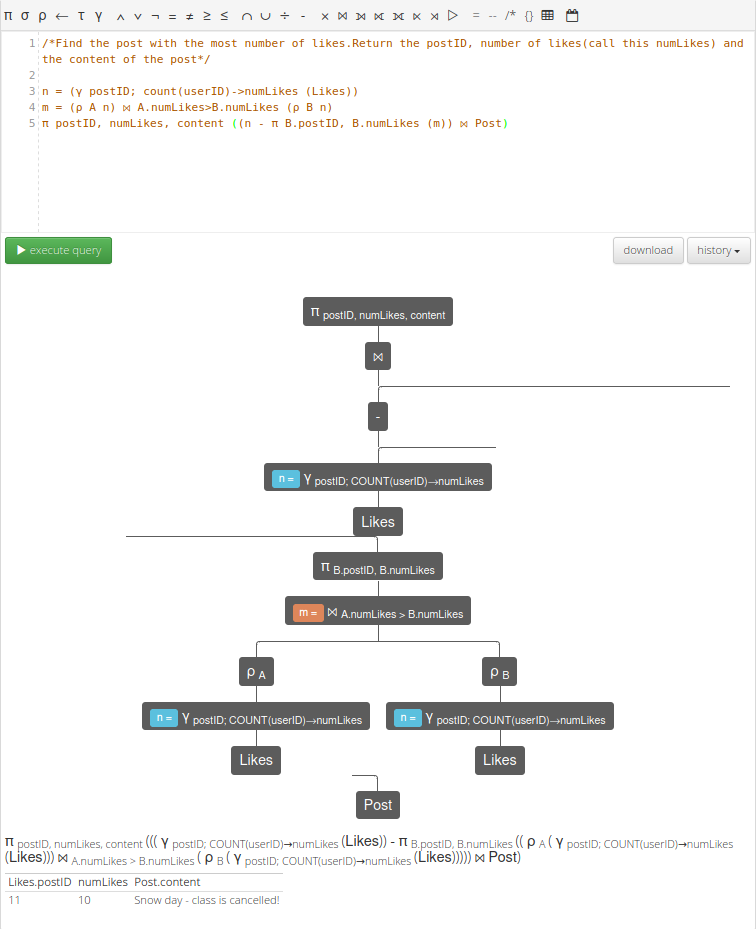 π σ ρ ← τ γ ∧ ∨ ¬ = ≠ ≥ ≤ ∩ ∪ ÷ - × ⋈ ⟕ ⟖ ⟗ ⋉ ⋊ ▷ = -- /* {}
1 /*Find the post with the most number of likes.Return the postID, number of likes(call this numLikes) and
the content of the post*/
2
3 n = (γ postID; count(userID)->numLikes (Likes))
4 m = (ρ A n) ⋈ A.numLikes>B.numLikes (ρ B n)
5 π postID, numLikes, content ((n - π B.postID, B.numLikes (m)) ⋈ Post)
▶ execute query download history
π postID, numLikes, content
⋈
-
n = γ postID; COUNT(userID)→numLikes
Likes
π B.postID, B.numLikes
m = ⋈ A.numLikes > B.numLikes
ρ A ρ B
n = γ postID; COUNT(userID)→numLikes n = γ postID; COUNT(userID)→numLikes
Likes Likes
Post
π postID, numLikes, content ((( γ postID; COUNT(userID)→numLikes (Likes)) - π B.postID, B.numLikes (( ρ A ( γ postID; COUNT(userID)→numLikes
(Likes))) ⋈ A.numLikes > B.numLikes ( ρ B ( γ postID; COUNT(userID)→numLikes (Likes))))) ⋈ Post)
Likes.postID numLikes Post.content
11 10 Snow day - class is cancelled!